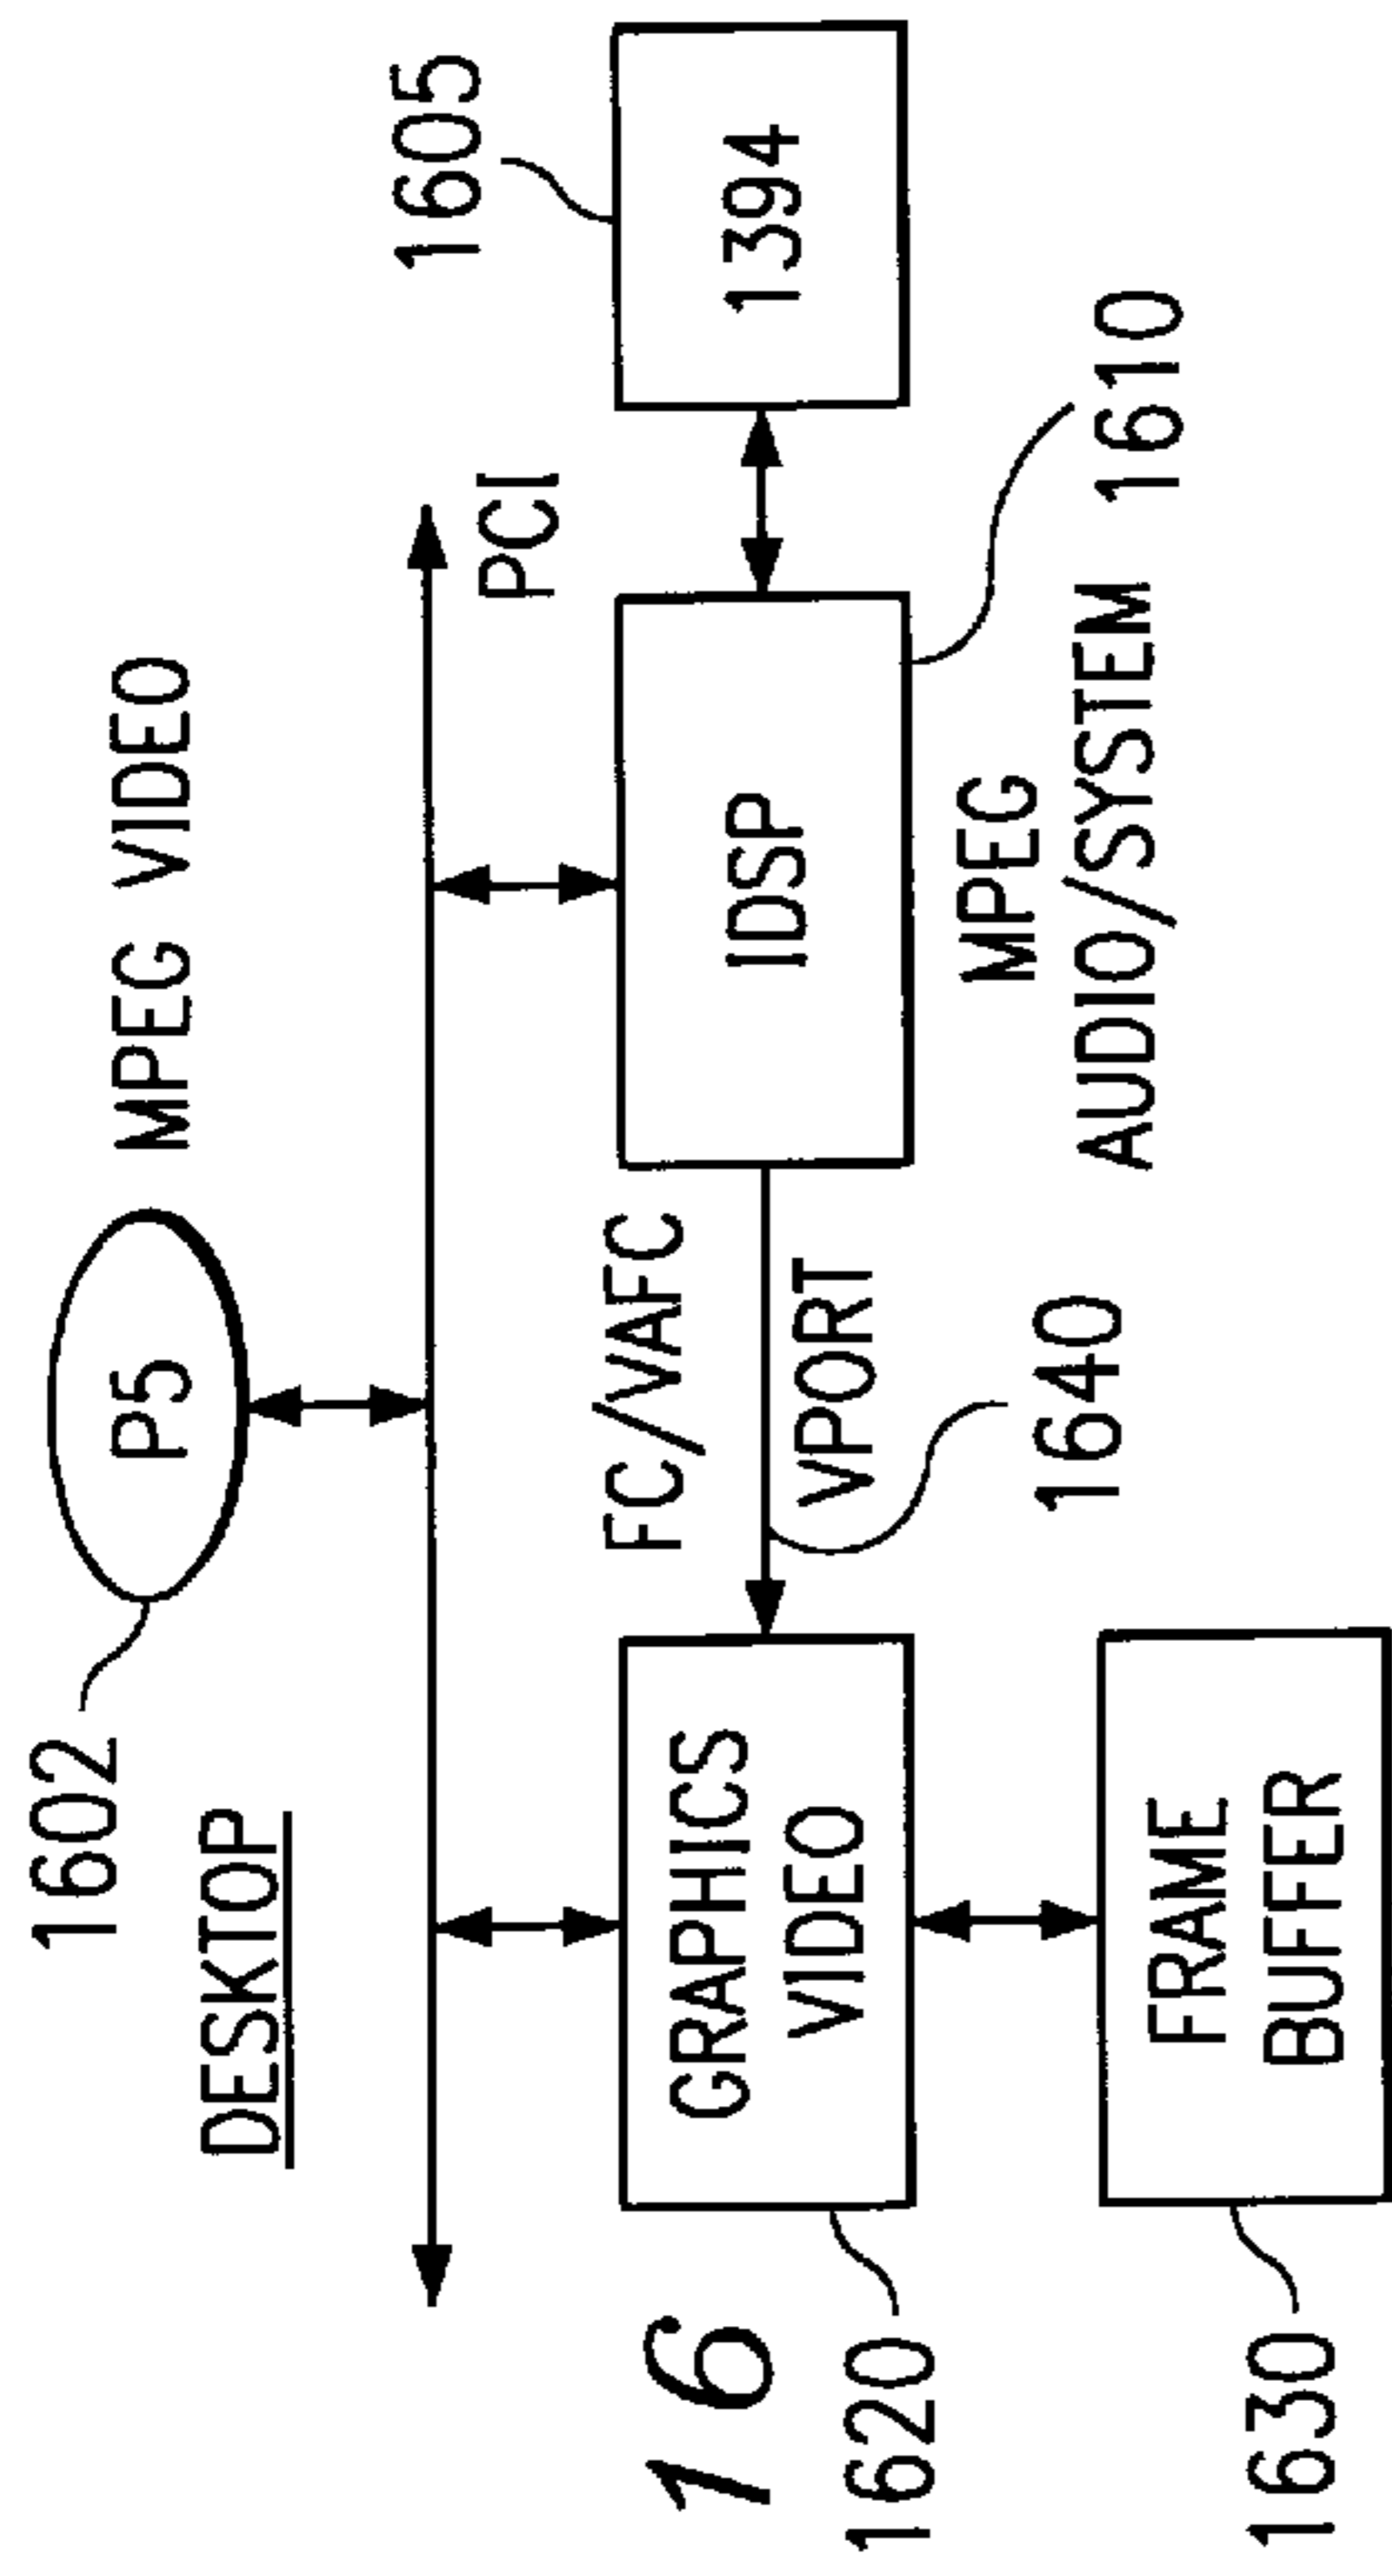 1602
P5
MPEG VIDEO
DESKTOP
PCI
1605
1394
FC/VAFC
IDSP
GRAPHICS
VIDEO
VPORT
16
1620
1640
MPEG
AUDIO/SYSTEM
1610
FRAME
BUFFER
1630